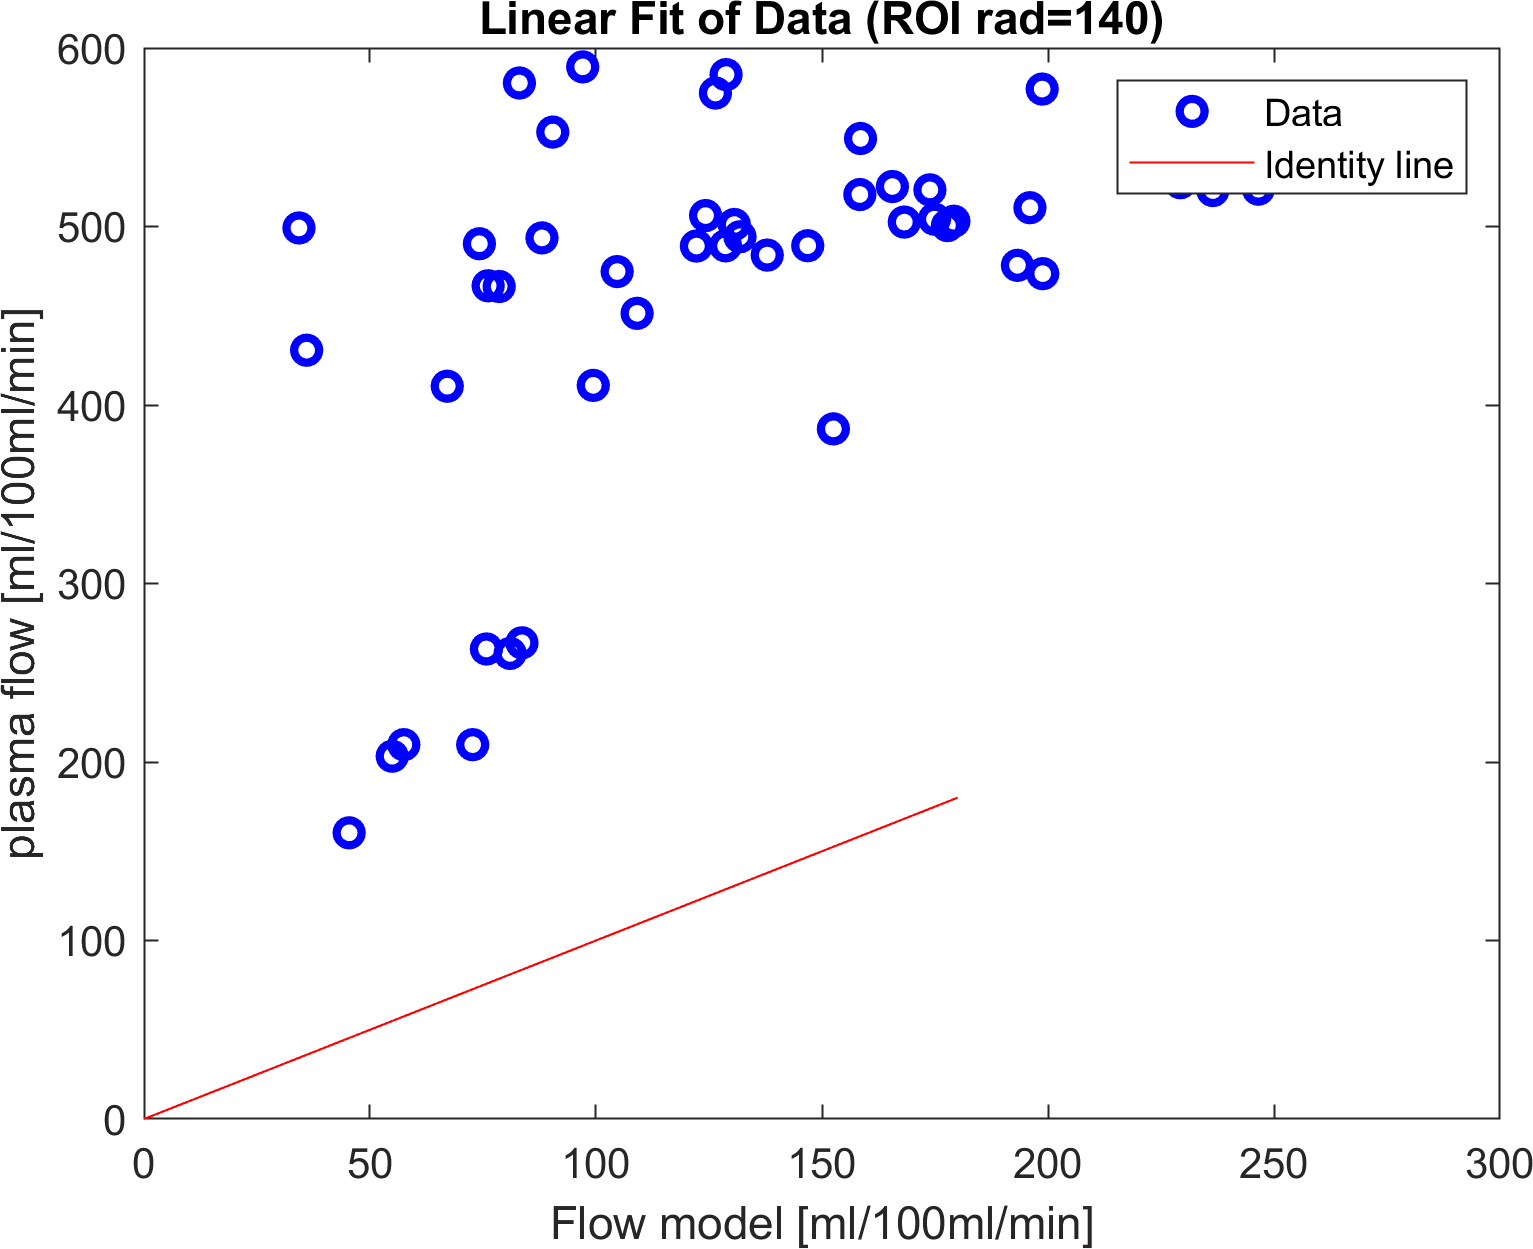 Linear Fit of Data (ROI rad=140)
600
500
400
300
200
100
0
plasma flow [ml/100ml/min]
Data
Identity line
0 50 100 150 200 250 300
Flow model [ml/100ml/min]